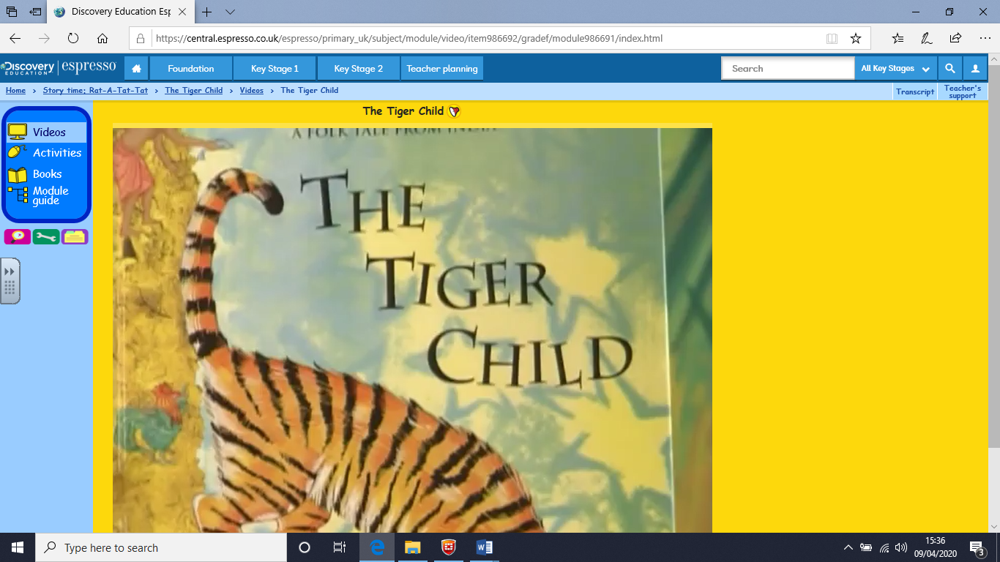 Discovery Education Esp
https://central.espresso.co.uk/espresso/primary_uk/subject/module/video/item986692/gradef/module986691/index.html
Discovery EDUCATION | espresso
Foundation
Key Stage 1
Key Stage 2
Teacher planning
Search
All Key Stages
Home > Story time: Rat-A-Tat-Tat > The Tiger Child > Videos > The Tiger Child
Transcript
Teacher's
support
The Tiger Child
Videos
Activities
Books
Module
guide
A FOLK TALE FROM INDIA
THE
TIGER
CHILD
Type here to search
15:36
09/04/2020
3